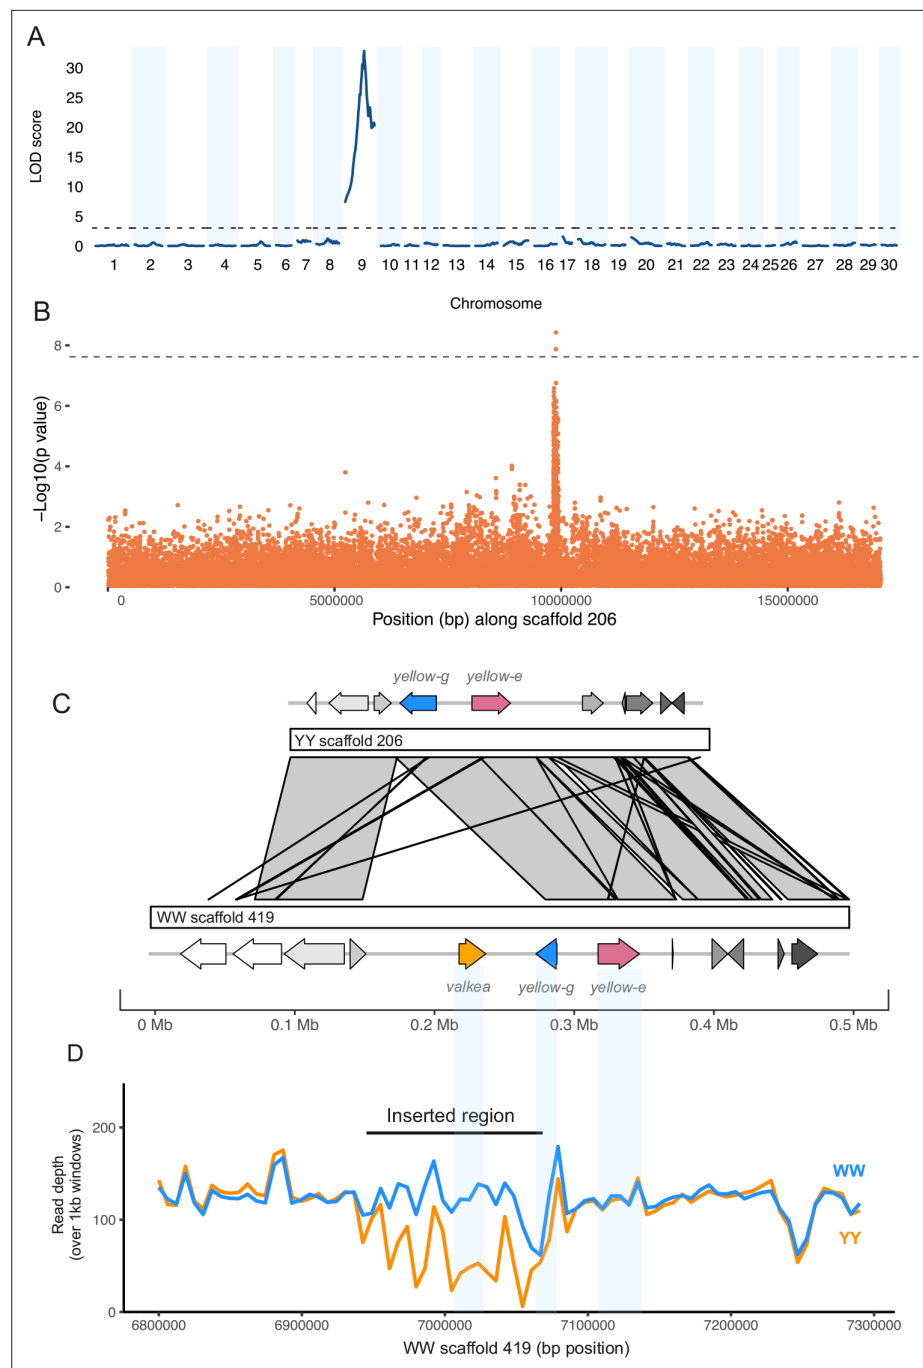 A
LOD score
30
25
20
15
10
5
0
1 2 3 4 5 6 7 8 9 10 11 12 13 14 15 16 17 18 19 20 21 22 23 24 25 26 27 28 29 30
Chromosome
B
−Log10(p value)
8
6
4
2
0
0 5000000 10000000 15000000
Position (bp) along scaffold 206
C
yellow-g yellow-e
YY scaffold 206
WW scaffold 419
valkea yellow-g yellow-e
0 Mb 0.1 Mb 0.2 Mb 0.3 Mb 0.4 Mb 0.5 Mb
D
Read depth
(over 1kb windows)
200
100
0
Inserted region
WW
YY
6800000 6900000 7000000 7100000 7200000 7300000
WW scaffold 419 (bp position)